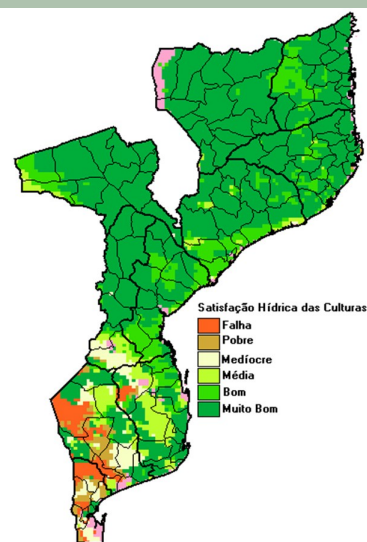 Satisfação Hídrica das Culturas
Falha
Pobre
Medíocre
Média
Bom
Muito Bom